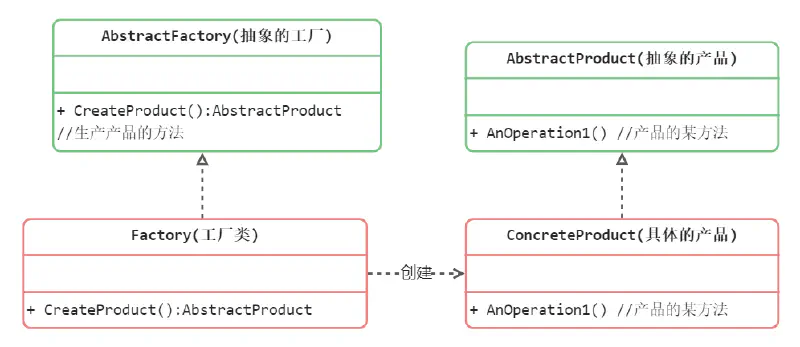 AbstractFactory(抽象的工厂)
+ CreateProduct():AbstractProduct
//生产产品的方法
AbstractProduct(抽象的产品)
+ AnOperation1() //产品的某方法
Factory(工厂类)
+ CreateProduct():AbstractProduct
创建
ConcreteProduct(具体的产品)
+ AnOperation1() //产品的某方法